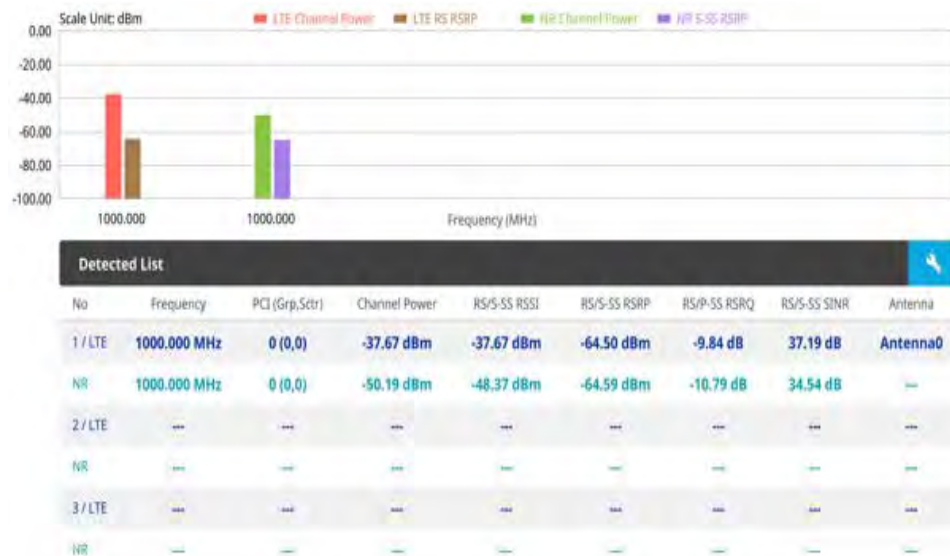 Scale Unit: dBm LTE Channel Power LTE RS RSRP NR Channel Power NR S-SS RSRP
0.00
-20.00
-40.00
-60.00
-80.00
-100.00
1000.000 1000.000 Frequency (MHz)
Detected List
No Frequency PCI (Grp,Sctr) Channel Power RS/S-SS RSSI RS/S-SS RSRP RS/P-SS RSRQ RS/S-SS SINR Antenna
1 / LTE 1000.000 MHz 0 (0,0) -37.67 dBm -37.67 dBm -64.50 dBm -9.84 dB 37.19 dB Antenna0
NR 1000.000 MHz 0 (0,0) -50.19 dBm -48.37 dBm -64.59 dBm -10.79 dB 34.54 dB ---
2 / LTE --- --- --- --- --- --- --- ---
NR --- --- --- --- --- --- --- ---
3 / LTE --- --- --- --- --- --- --- ---
NR --- --- --- --- --- --- --- ---